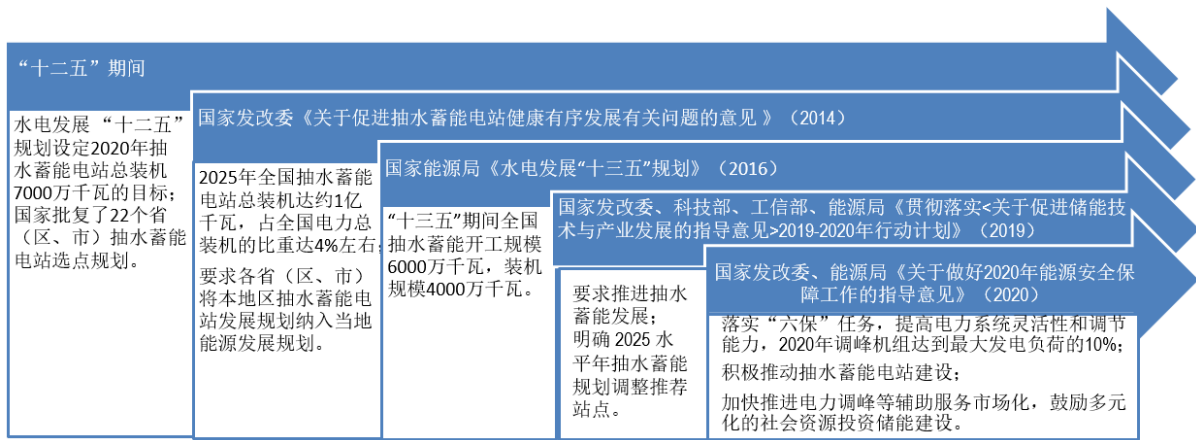 “十二五”期间
水电发展 “十二五”
规划设定2020年抽
水蓄能电站总装机
7000万千瓦的目标；
国家批复了22个省
（区、市）抽水蓄能
电站选点规划。
国家发改委《关于促进抽水蓄能电站健康有序发展有关问题的意见 》（2014）
2025年全国抽水蓄能
电站总装机达约1亿
千瓦，占全国电力总
装机的比重达4%左右；
要求各省（区、市）
将本地区抽水蓄能电
站发展规划纳入当地
能源发展规划。
国家能源局《水电发展“十三五”规划》（2016）
“十三五”期间全国
抽水蓄能开工规模
6000万千瓦，装机
规模4000万千瓦。
国家发改委、科技部、工信部、能源局《贯彻落实<关于促进储能技
术与产业发展的指导意见>2019-2020年行动计划》（2019）
要求推进抽水
蓄能发展；
明确 2025 水
平年抽水蓄能
规划调整推荐
站点。
国家发改委、能源局《关于做好2020年能源安全保
障工作的指导意见》（2020）
落实“六保”任务，提高电力系统灵活性和调节
能力，2020年调峰机组达到最大发电负荷的10%；
积极推动抽水蓄能电站建设；
加快推进电力调峰等辅助服务市场化，鼓励多元
化的社会资源投资储能建设。